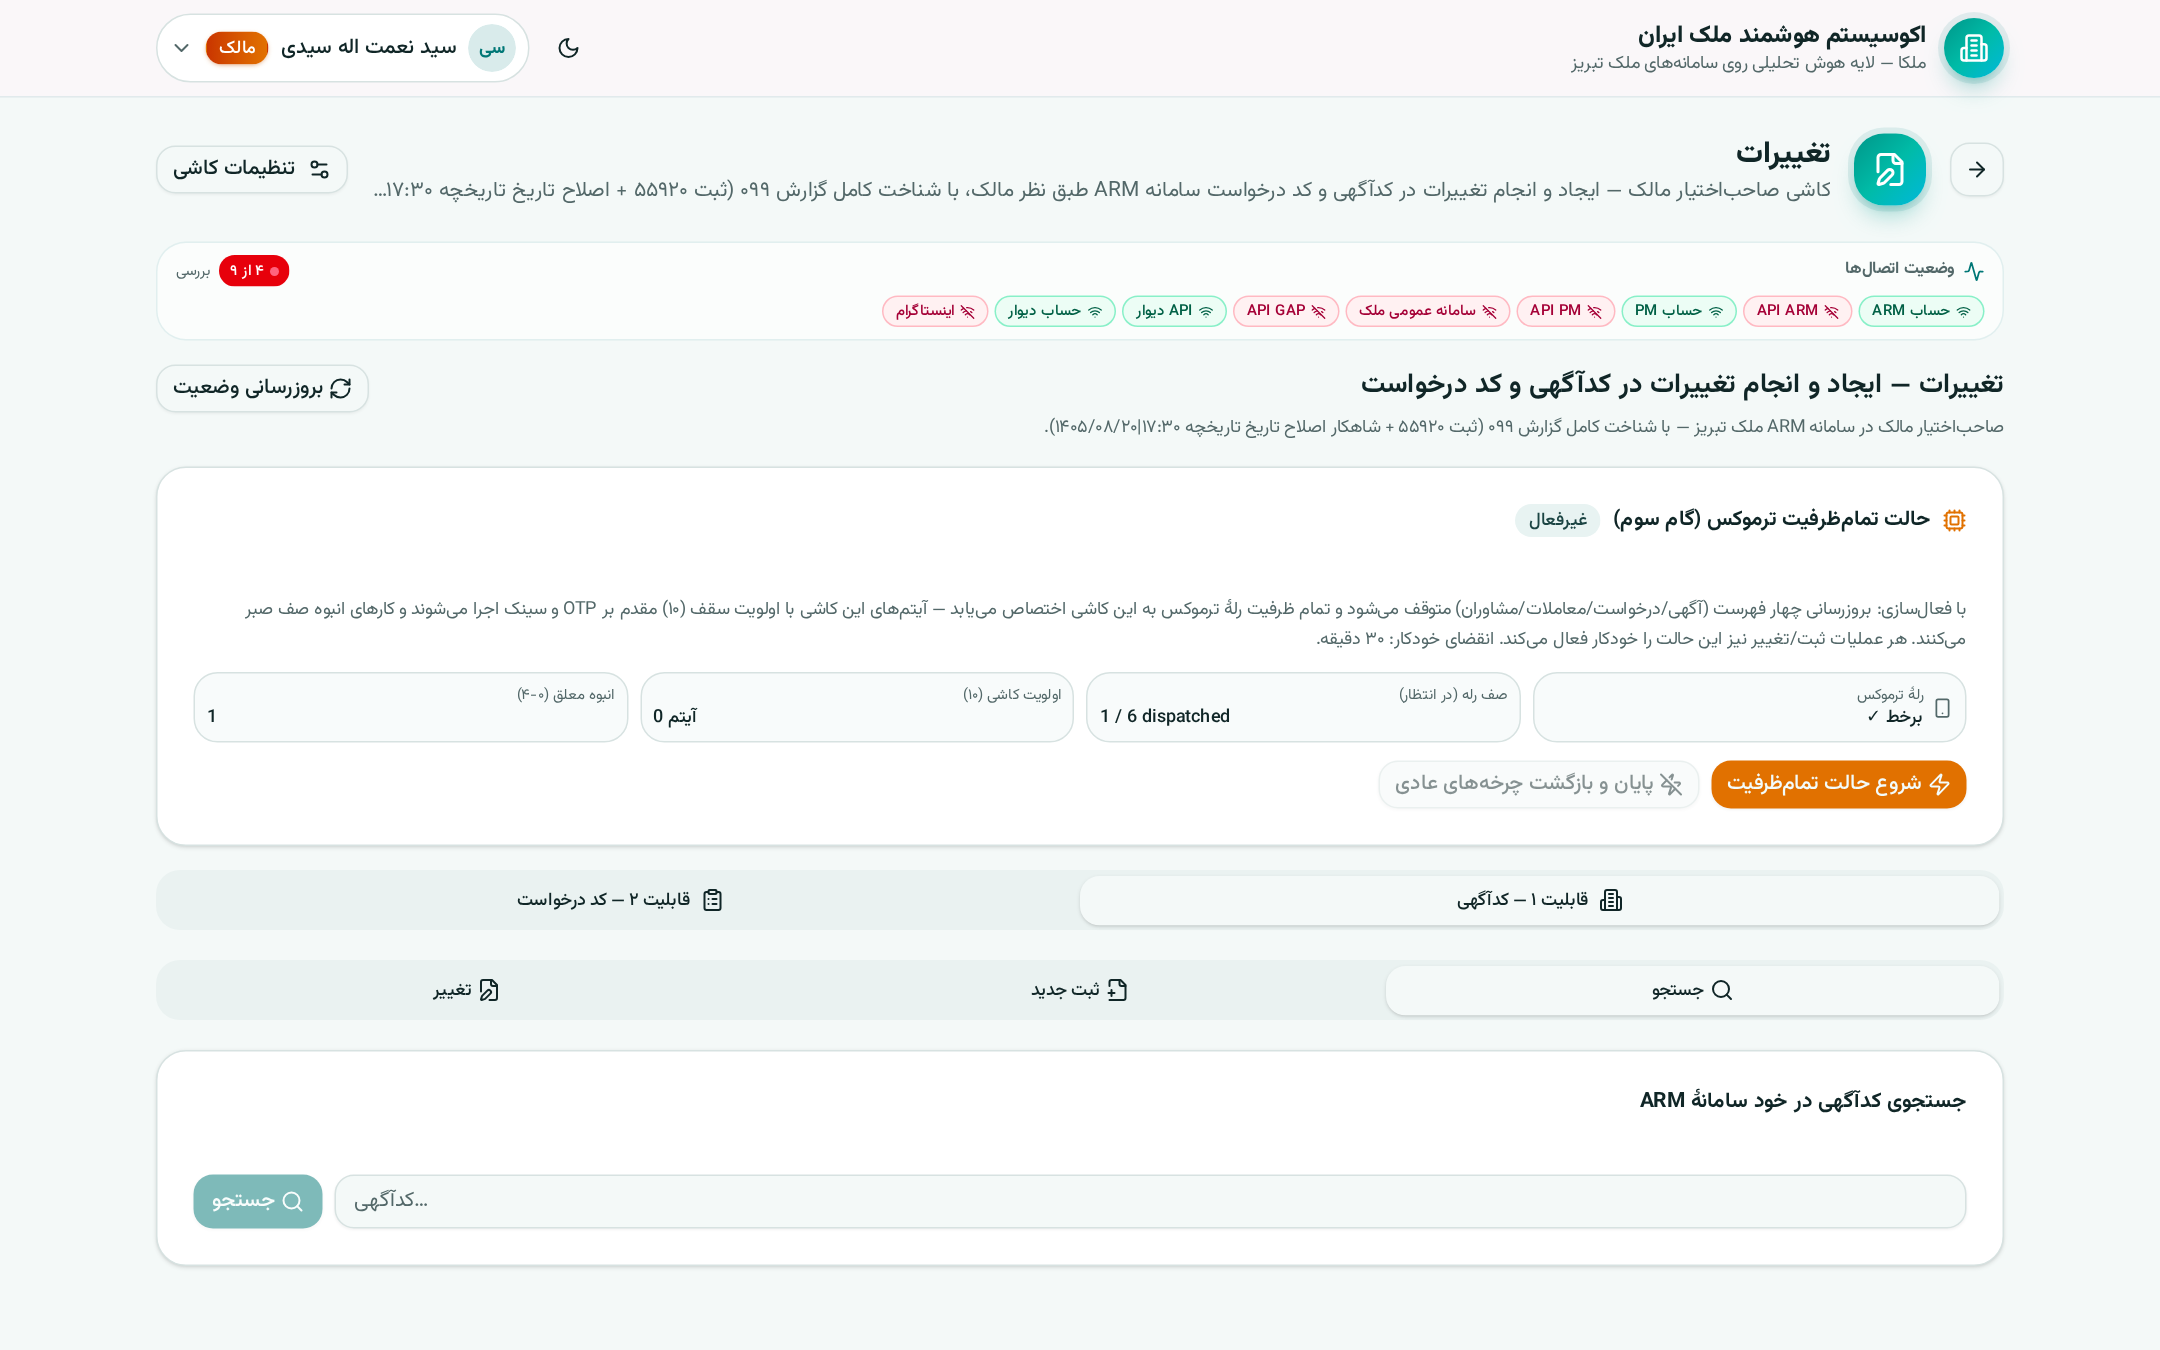 اکوسیستم هوشمند ملک ایران
ملکا – لایه هوش تحلیلی روی سامانه‌های ملک تبریز
سی
سید نعمت اله سیدی
مالک
تغییرات
کاشی صاحب‌اختیار مالک – ایجاد و انجام تغییرات در کدآگهی و کد درخواست سامانه ARM طبق نظر مالک، با شناخت کامل گزارش ۰۹۹ (ثبت ۵۵۹۲۰ + اصلاح تاریخ تاریخچه ۱۷:۳۰...
تنظیمات کاشی
وضعیت اتصال‌ها
۴ از ۹
بررسی
حساب ARM
API ARM
حساب PM
API PM
سامانه عمومی ملک
API GAP
API دیوار
حساب دیوار
اینستاگرام
تغییرات – ایجاد و انجام تغییرات در کدآگهی و کد درخواست
بروزرسانی وضعیت
صاحب‌اختیار مالک در سامانه ARM ملک تبریز – با شناخت کامل گزارش ۰۹۹ (ثبت ۵۵۹۲۰ + شاهکار اصلاح تاریخ تاریخچه ۱۷:۳۰|۱۴۰۵/۰۸/۲۰).
حالت تمام‌ظرفیت ترموکس (گام سوم)
غیرفعال
با فعال‌سازی: بروزرسانی چهار فهرست (آگهی/درخواست/معاملات/مشاوران) متوقف می‌شود و تمام ظرفیت رلهٔ ترموکس به این کاشی اختصاص می‌یابد – آیتم‌های این کاشی با اولویت سقف (۱۰) مقدم بر OTP و سینک اجرا می‌شوند و کارهای انبوه صف صبر
می‌کنند. هر عملیات ثبت/تغییر نیز این حالت را خودکار فعال می‌کند. انقضای خودکار: ۳۰ دقیقه.
رلهٔ ترموکس
برخط ✓
صف رله (در انتظار)
1 / 6 dispatched
اولویت کاشی (۱۰)
0 آیتم
انبوه معلق (۰-۴)
1
شروع حالت تمام‌ظرفیت
پایان و بازگشت چرخه‌های عادی
قابلیت ۱ – کدآگهی
قابلیت ۲ – کد درخواست
جستجو
ثبت جدید
تغییر
جستجوی کدآگهی در خود سامانهٔ ARM
کدآگهی...
جستجو